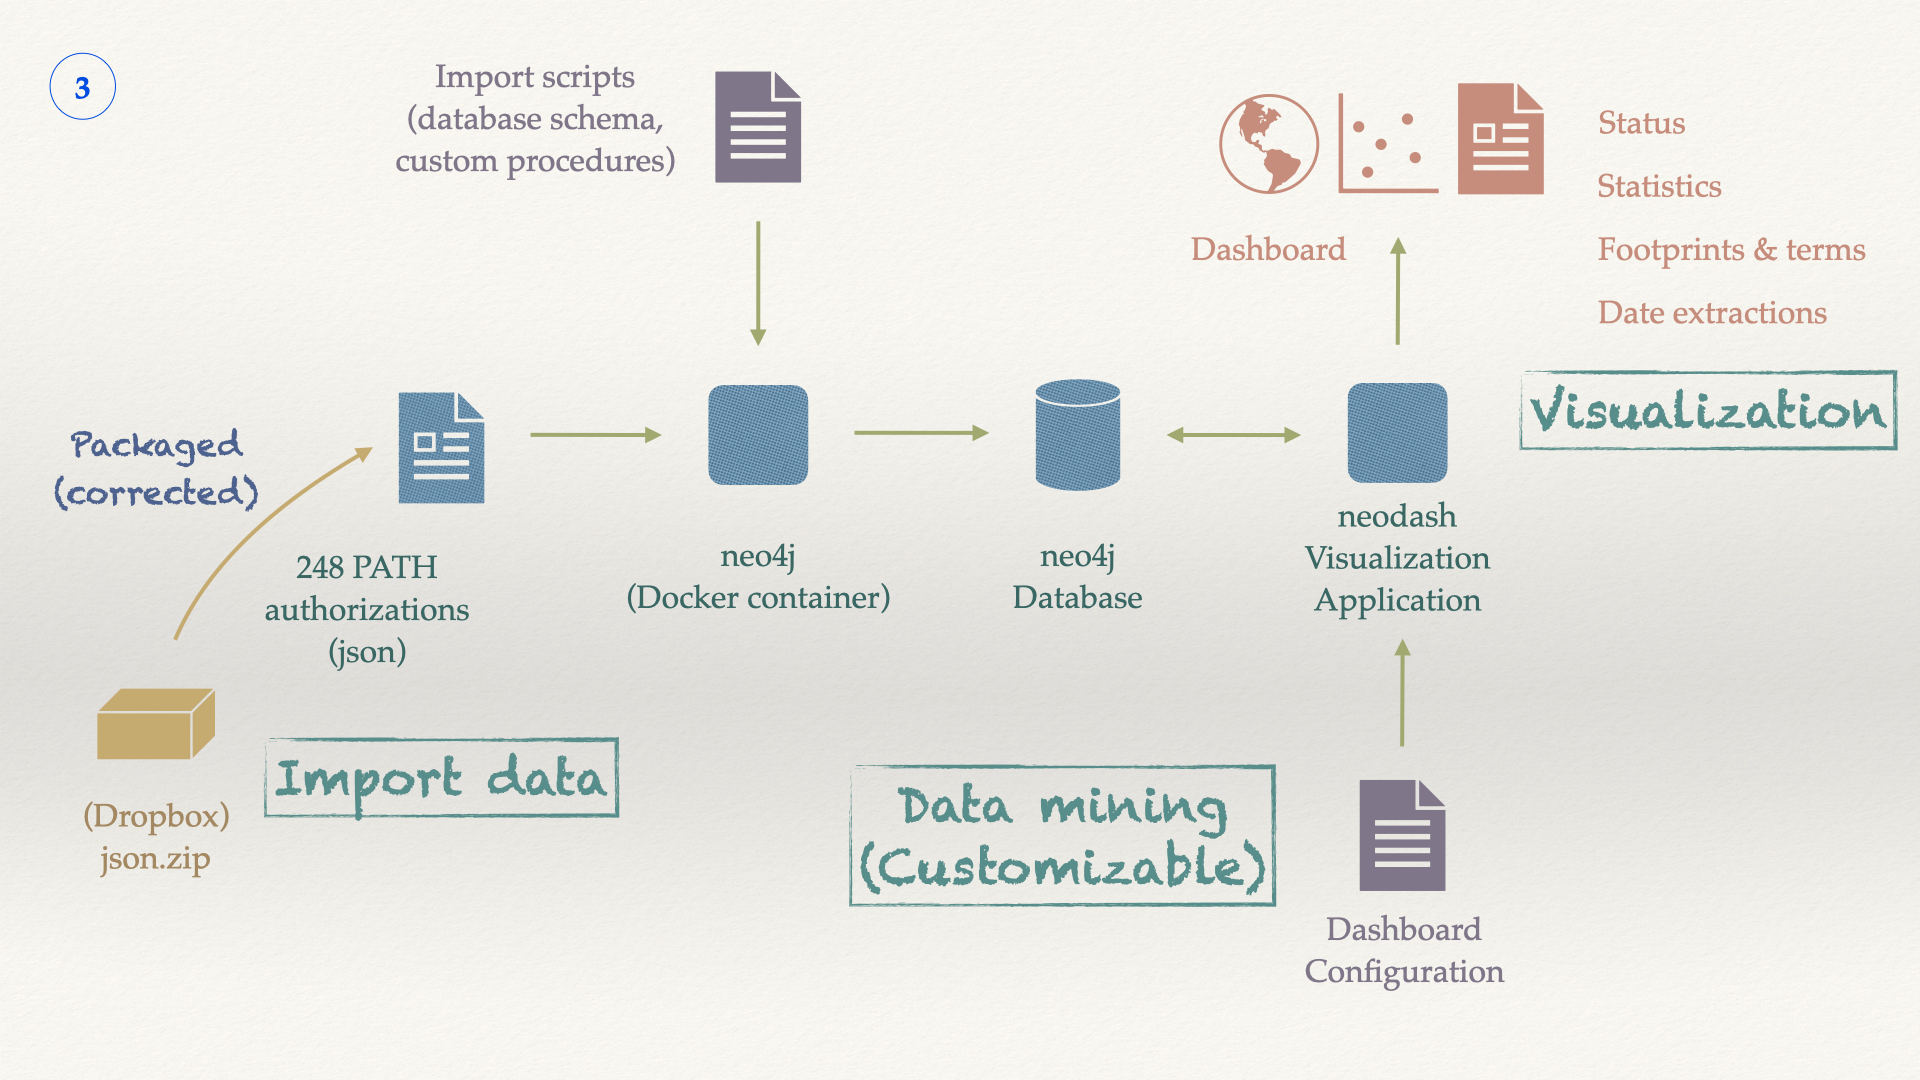 3
Import scripts
(database schema,
custom procedures)
Dashboard
Status
Statistics
Footprints & terms
Date extractions
Visualization
Packaged
(corrected)
248 PATH
authorizations
(json)
neo4j
(Docker container)
neo4j
Database
neodash
Visualization
Application
(Dropbox)
json.zip
Import data
Data mining
(Customizable)
Dashboard
Configuration